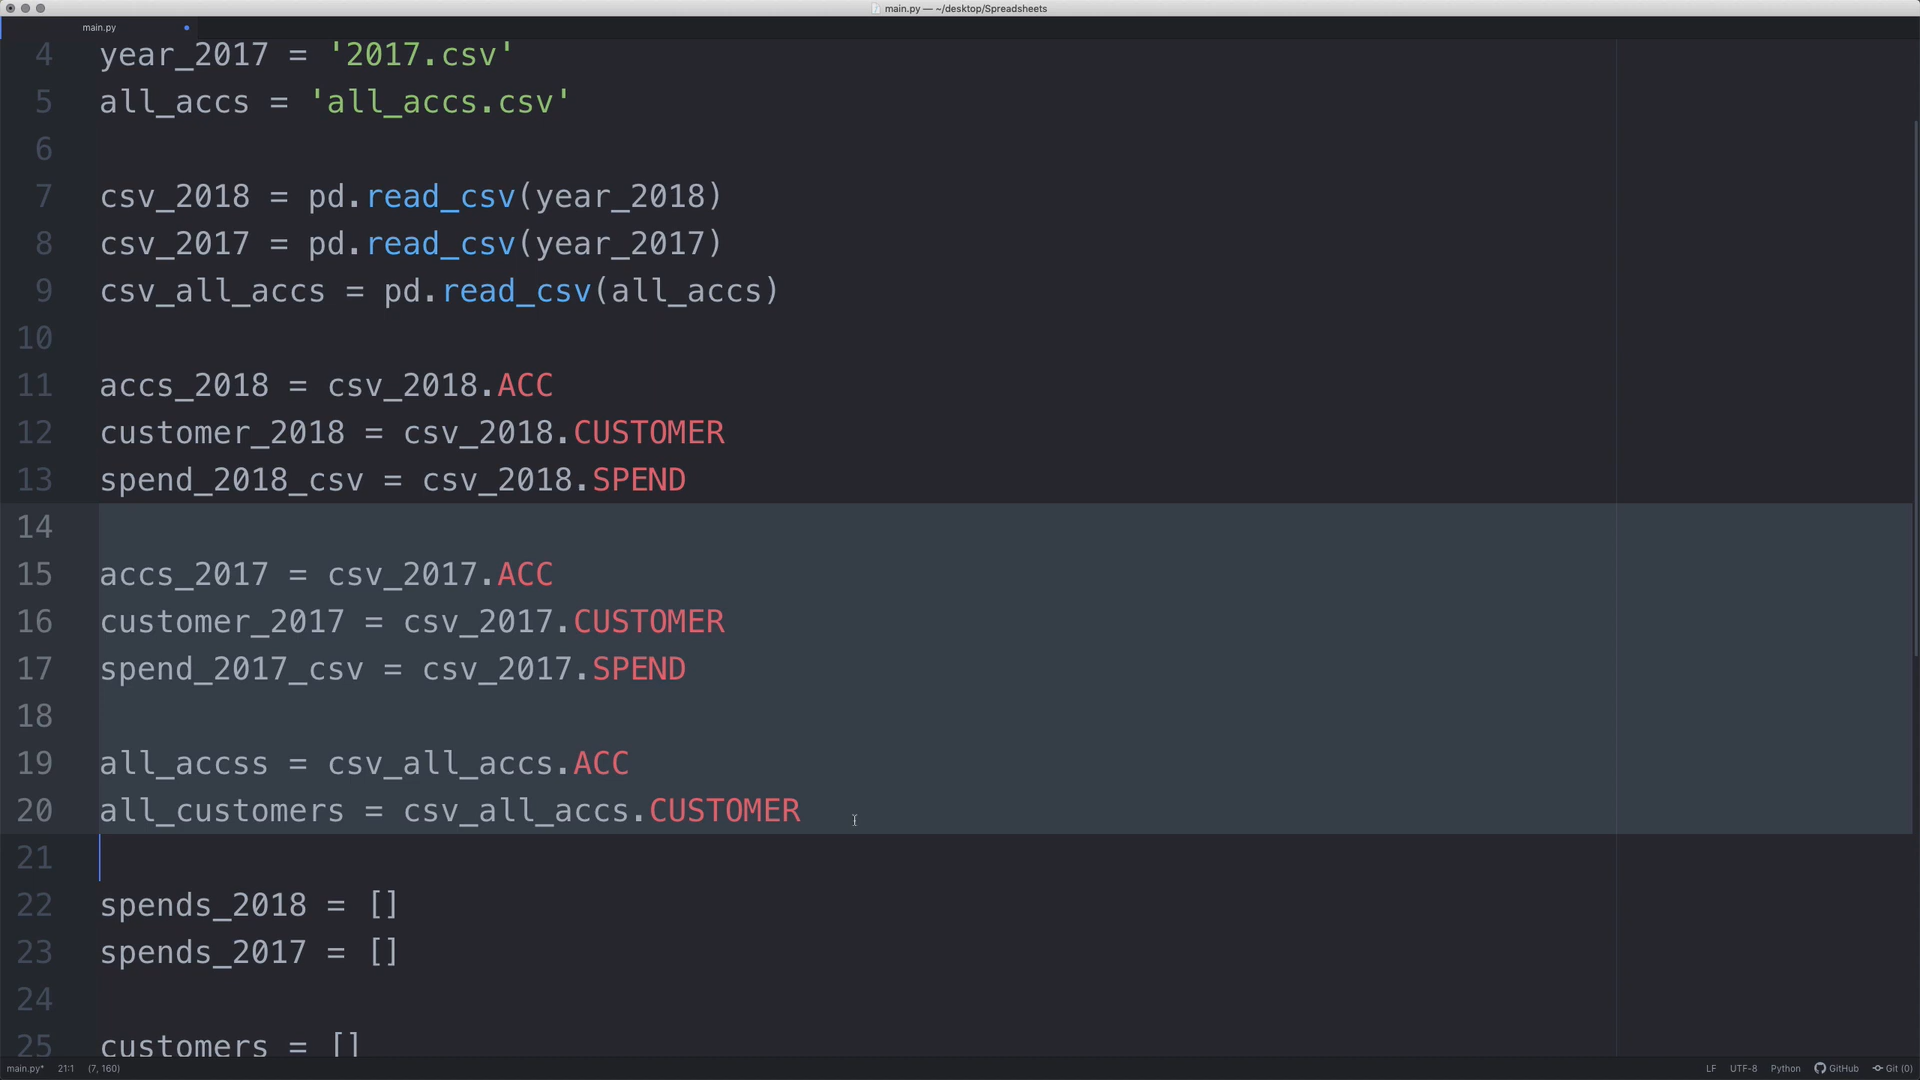 main.py — ~/desktop/Spreadsheets
main.py
4 year_2017 = '2017.csv'
5 all_accs = 'all_accs.csv'
6
7 csv_2018 = pd.read_csv(year_2018)
8 csv_2017 = pd.read_csv(year_2017)
9 csv_all_accs = pd.read_csv(all_accs)
10
11 accs_2018 = csv_2018.ACC
12 customer_2018 = csv_2018.CUSTOMER
13 spend_2018_csv = csv_2018.SPEND
14
15 accs_2017 = csv_2017.ACC
16 customer_2017 = csv_2017.CUSTOMER
17 spend_2017_csv = csv_2017.SPEND
18
19 all_accss = csv_all_accs.ACC
20 all_customers = csv_all_accs.CUSTOMER
21
22 spends_2018 = []
23 spends_2017 = []
24
25 customers = []
main.py* 21:1 (7, 160) LF UTF-8 Python GitHub Git (0)